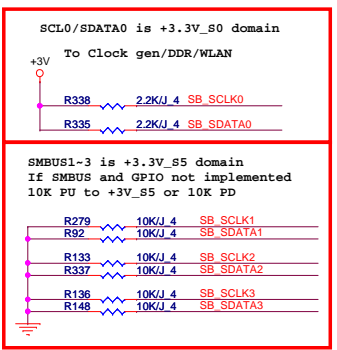 SCL0/SDATA0 is +3.3V_S0 domain
To Clock gen/DDR/WLAN
+3V
R338 2.2K/J_4 SB_SCLK0
R335 2.2K/J_4 SB_SDATA0
SMBUS1~3 is +3.3V_S5 domain
If SMBUS and GPIO not implemented
10K PU to +3V_S5 or 10K PD
R279 10K/J_4 SB_SCLK1
R92 10K/J_4 SB_SDATA1
R133 10K/J_4 SB_SCLK2
R337 10K/J_4 SB_SDATA2
R136 10K/J_4 SB_SCLK3
R148 10K/J_4 SB_SDATA3